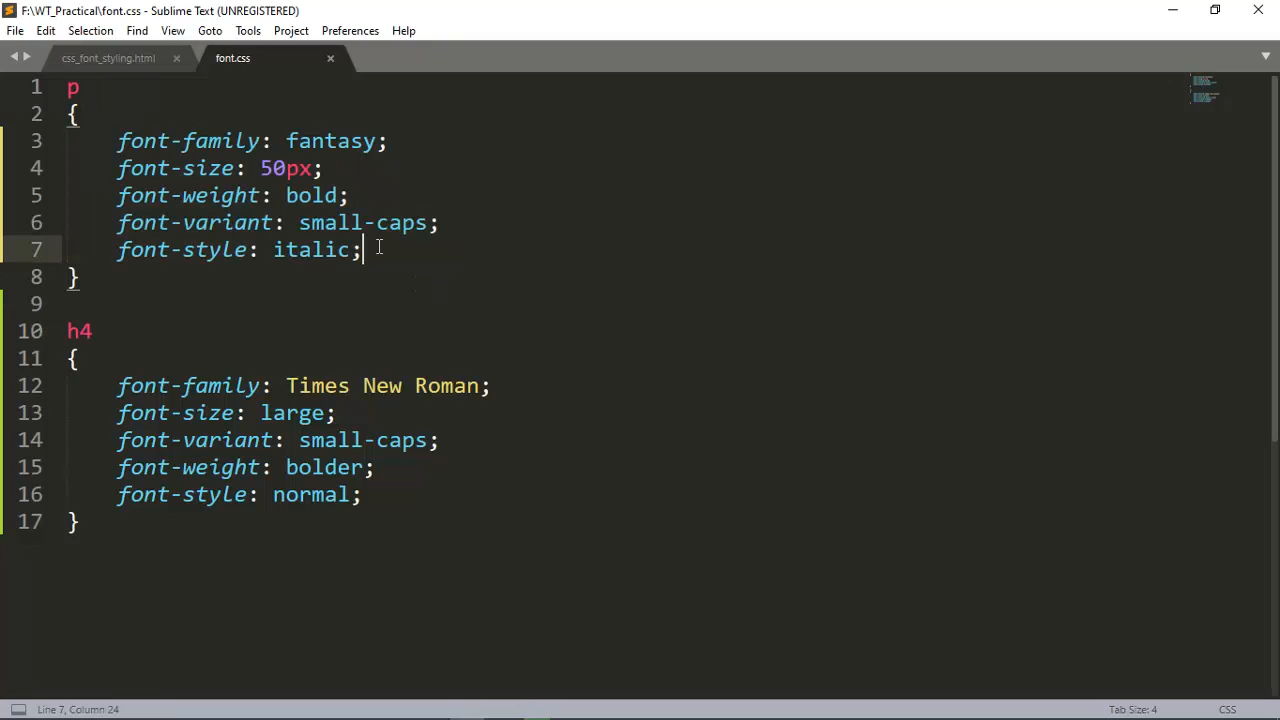 F:\WT_Practical\font.css - Sublime Text (UNREGISTERED)
File Edit Selection Find View Goto Tools Project Preferences Help
css_font_styling.html font.css
1 p
2 {
3 font-family: fantasy;
4 font-size: 50px;
5 font-weight: bold;
6 font-variant: small-caps;
7 font-style: italic;
8 }
9
10 h4
11 {
12 font-family: Times New Roman;
13 font-size: large;
14 font-variant: small-caps;
15 font-weight: bolder;
16 font-style: normal;
17 }
Line 7, Column 24 Tab Size: 4 CSS